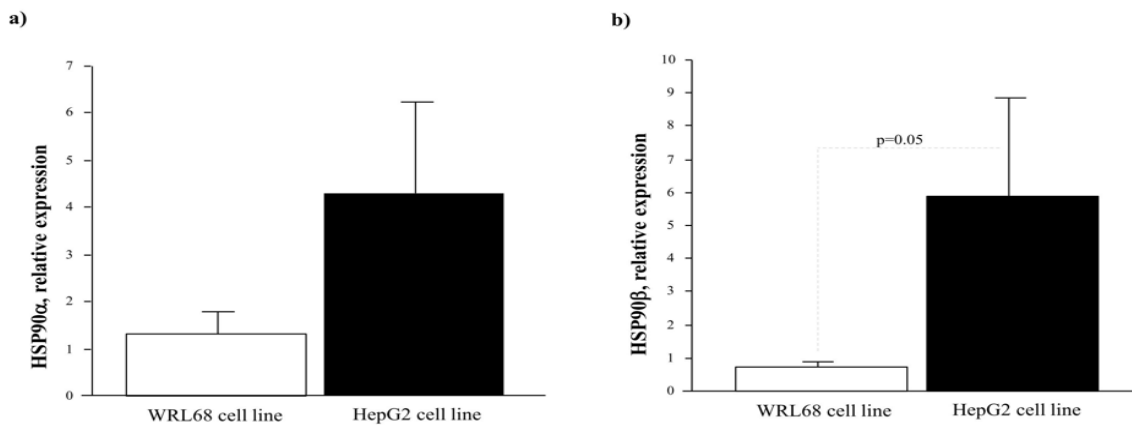 a)
HSP90α, relative expression
7
6
5
4
3
2
1
0
WRL68 cell line
HepG2 cell line
b)
HSP90β, relative expression
10
9
8
7
6
5
4
3
2
1
0
p=0.05
WRL68 cell line
HepG2 cell line